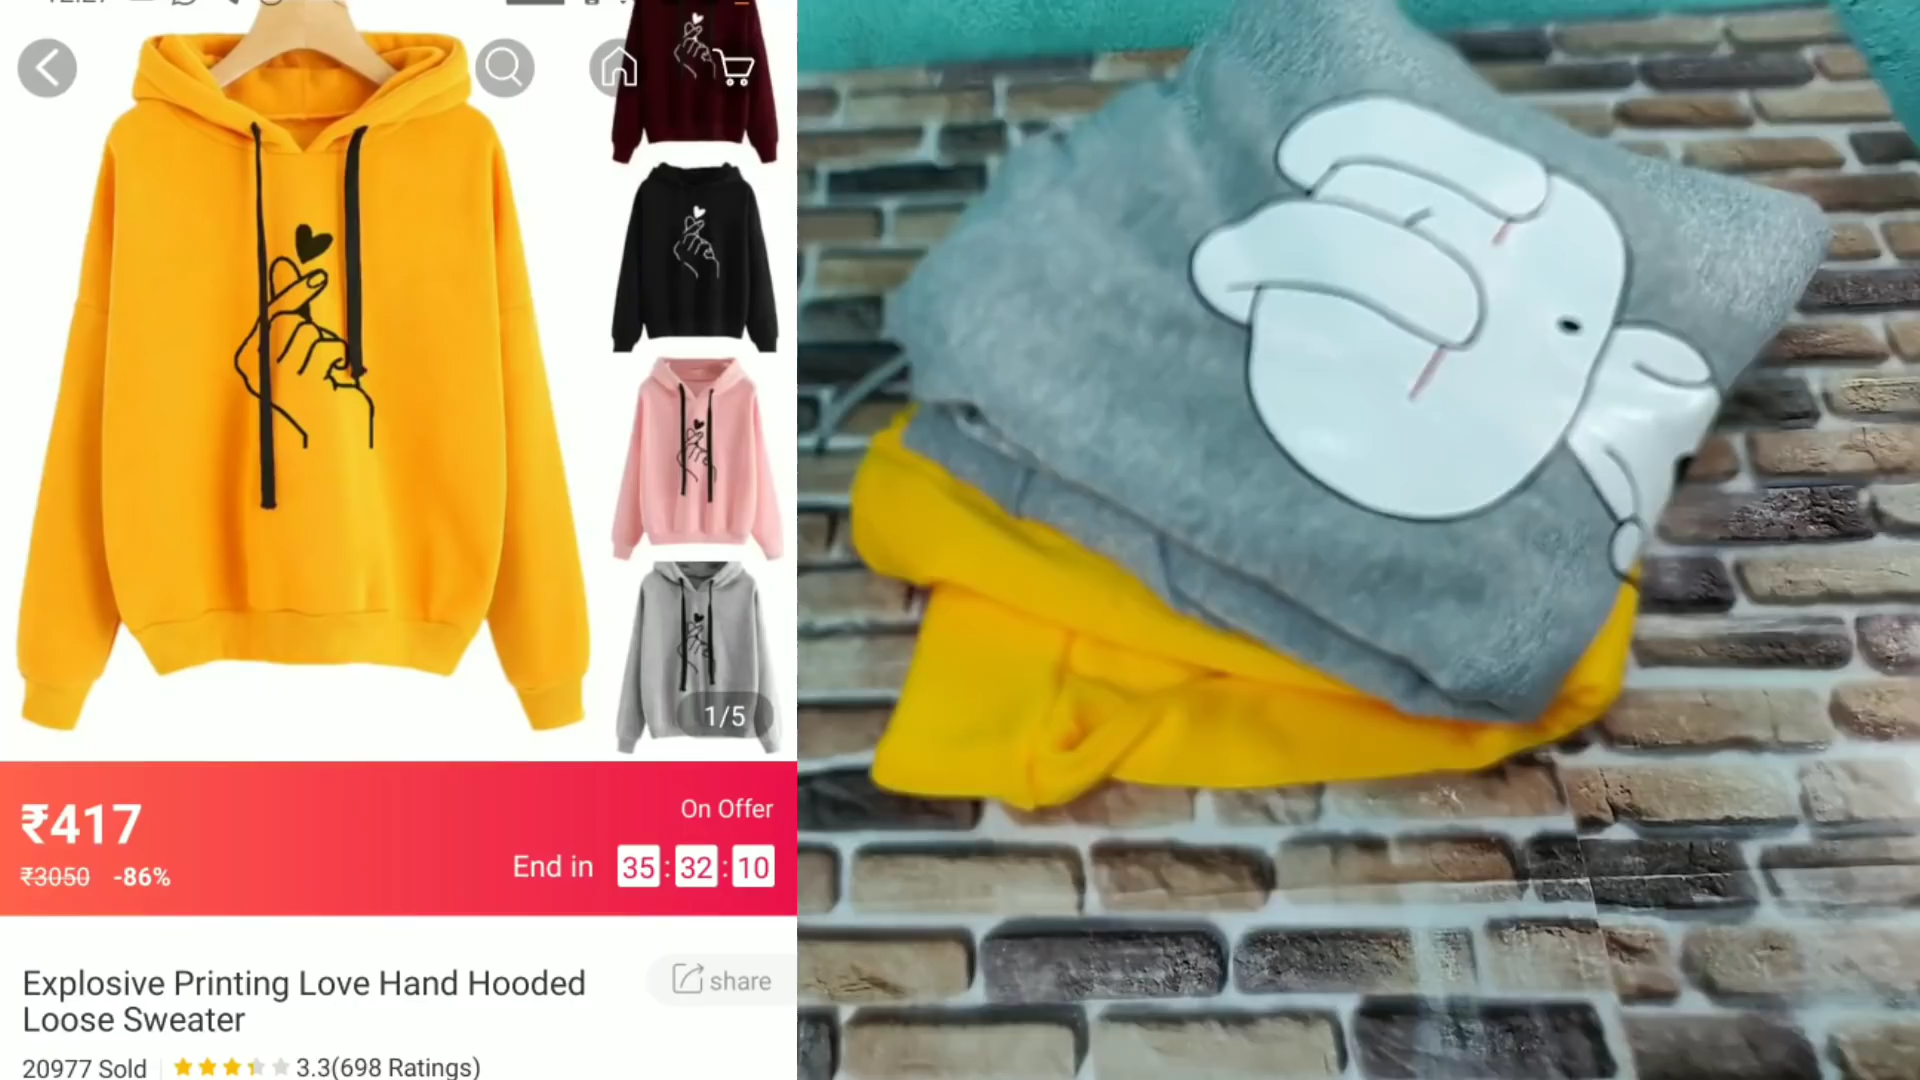 1/5
₹417
₹3050 -86%
On Offer
End in 35:32:10
Explosive Printing Love Hand Hooded
Loose Sweater
share
20977 Sold 3.3(698 Ratings)